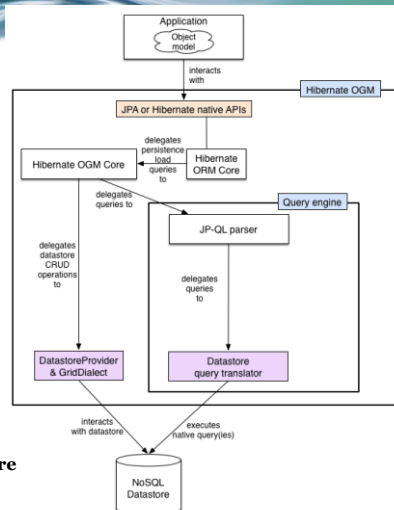 Application
Object
model
interacts
with
Hibernate OGM
JPA or Hibernate native APIs
delegates
persistence
load
queries
to
Hibernate OGM Core
Hibernate
ORM Core
delegates
queries to
Query engine
JP-QL parser
delegates
datastore
CRUD
operations
to
delegates
queries
to
DatastoreProvider
& GridDialect
Datastore
query translator
interacts
with datastore
executes
native query(ies)
re
NoSQL
Datastore